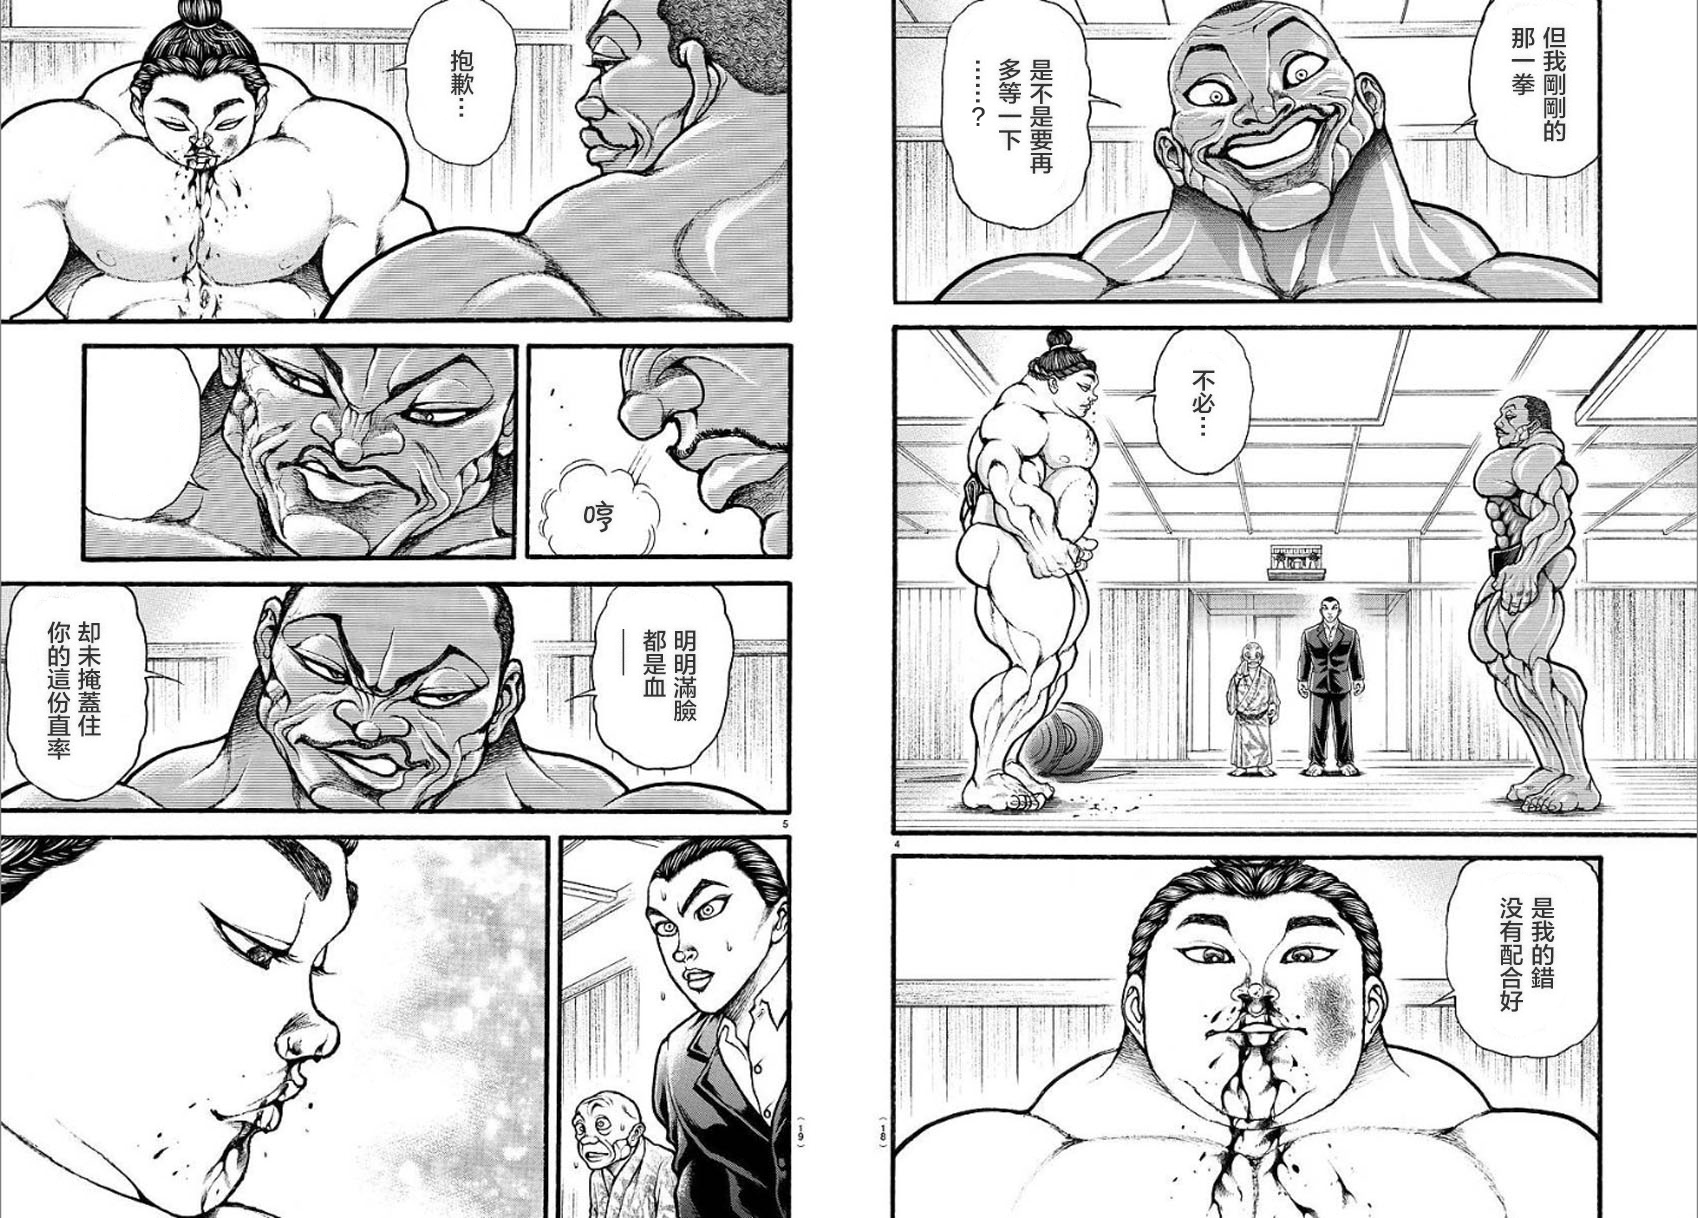 但我剛剛的
那一拳
是不是要再
多等一下
……？
不必…
4
是我的錯
没有配合好
（18）
抱歉…
哼
明明滿臉
都是血
——
却未掩蓋住
你的這份直率
5
（19）